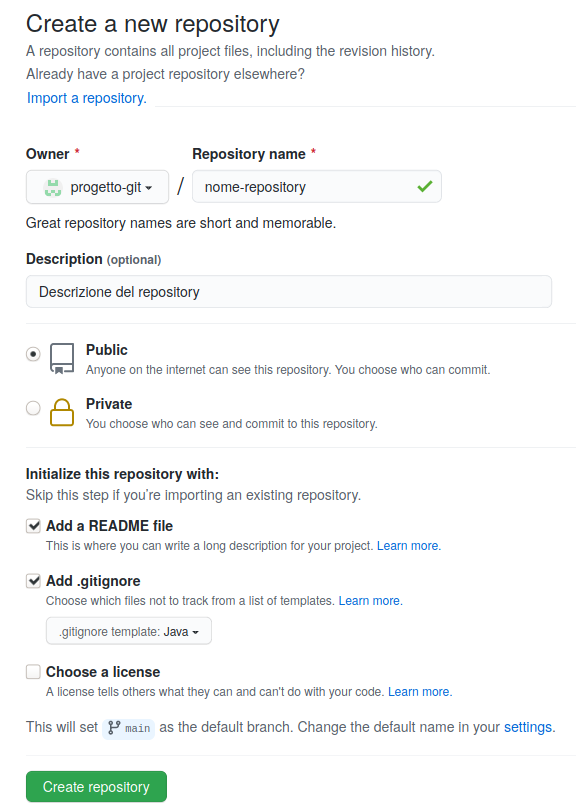 Create a new repository
A repository contains all project files, including the revision history.
Already have a project repository elsewhere?
Import a repository.
Owner * Repository name *
progetto-git / nome-repository
Great repository names are short and memorable.
Description (optional)
Descrizione del repository
Public
Anyone on the internet can see this repository. You choose who can commit.
Private
You choose who can see and commit to this repository.
Initialize this repository with:
Skip this step if you're importing an existing repository.
Add a README file
This is where you can write a long description for your project. Learn more.
Add .gitignore
Choose which files not to track from a list of templates. Learn more.
.gitignore template: Java
Choose a license
A license tells others what they can and can't do with your code. Learn more.
This will set main as the default branch. Change the default name in your settings.
Create repository